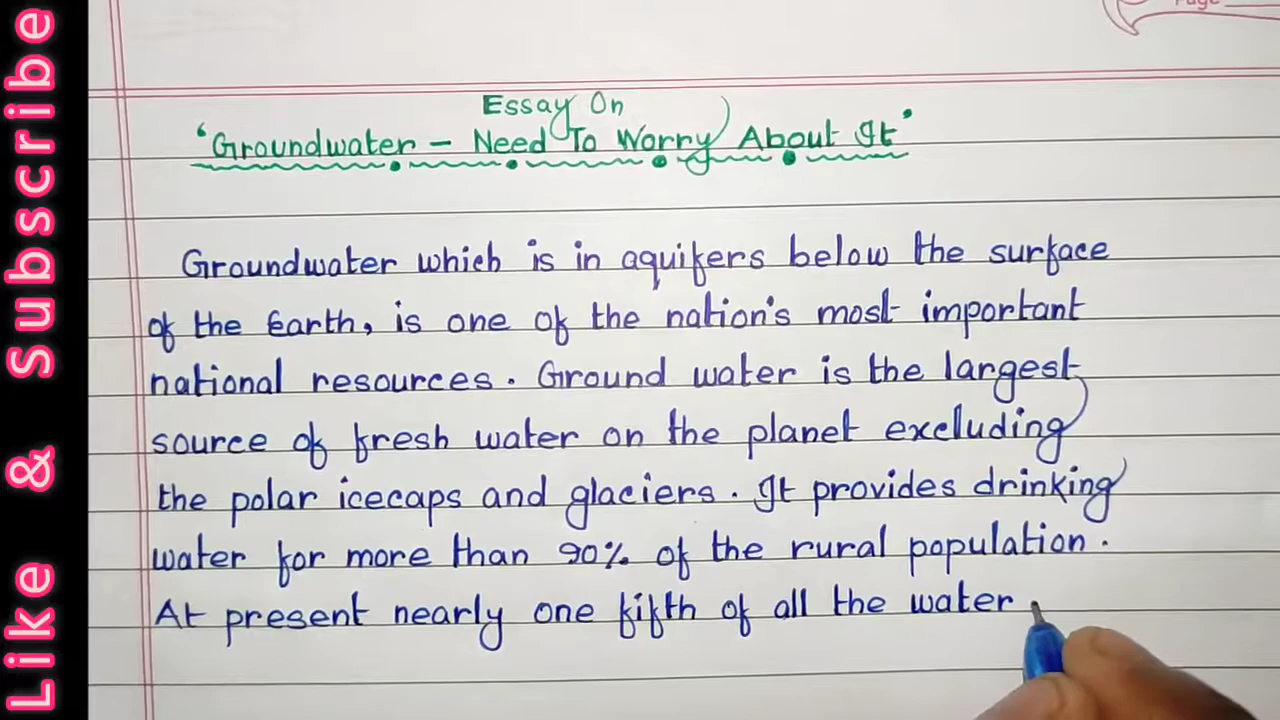 Page
Essay On
'Groundwater - Need To Worry About It'
Groundwater which is in aquifers below the surface
of the Earth, is one of the nation's most important
national resources. Ground water is the largest
source of fresh water on the planet excluding
the polar icecaps and glaciers. It provides drinking
water for more than 90% of the rural population.
At present nearly one fifth of all the water
Like & Subscribe